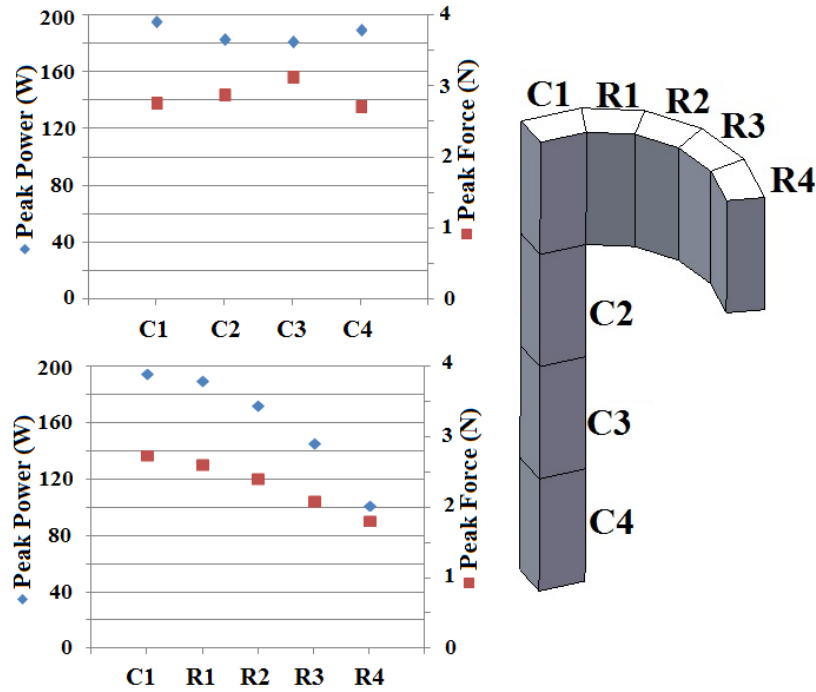 Peak Power (W)
200
160
120
80
40
0
4
3
2
1
0
Peak Force (N)
C1 C2 C3 C4
Peak Power (W)
200
160
120
80
40
0
4
3
2
1
0
Peak Force (N)
C1 R1 R2 R3 R4
C1
R1
R2
R3
R4
C2
C3
C4